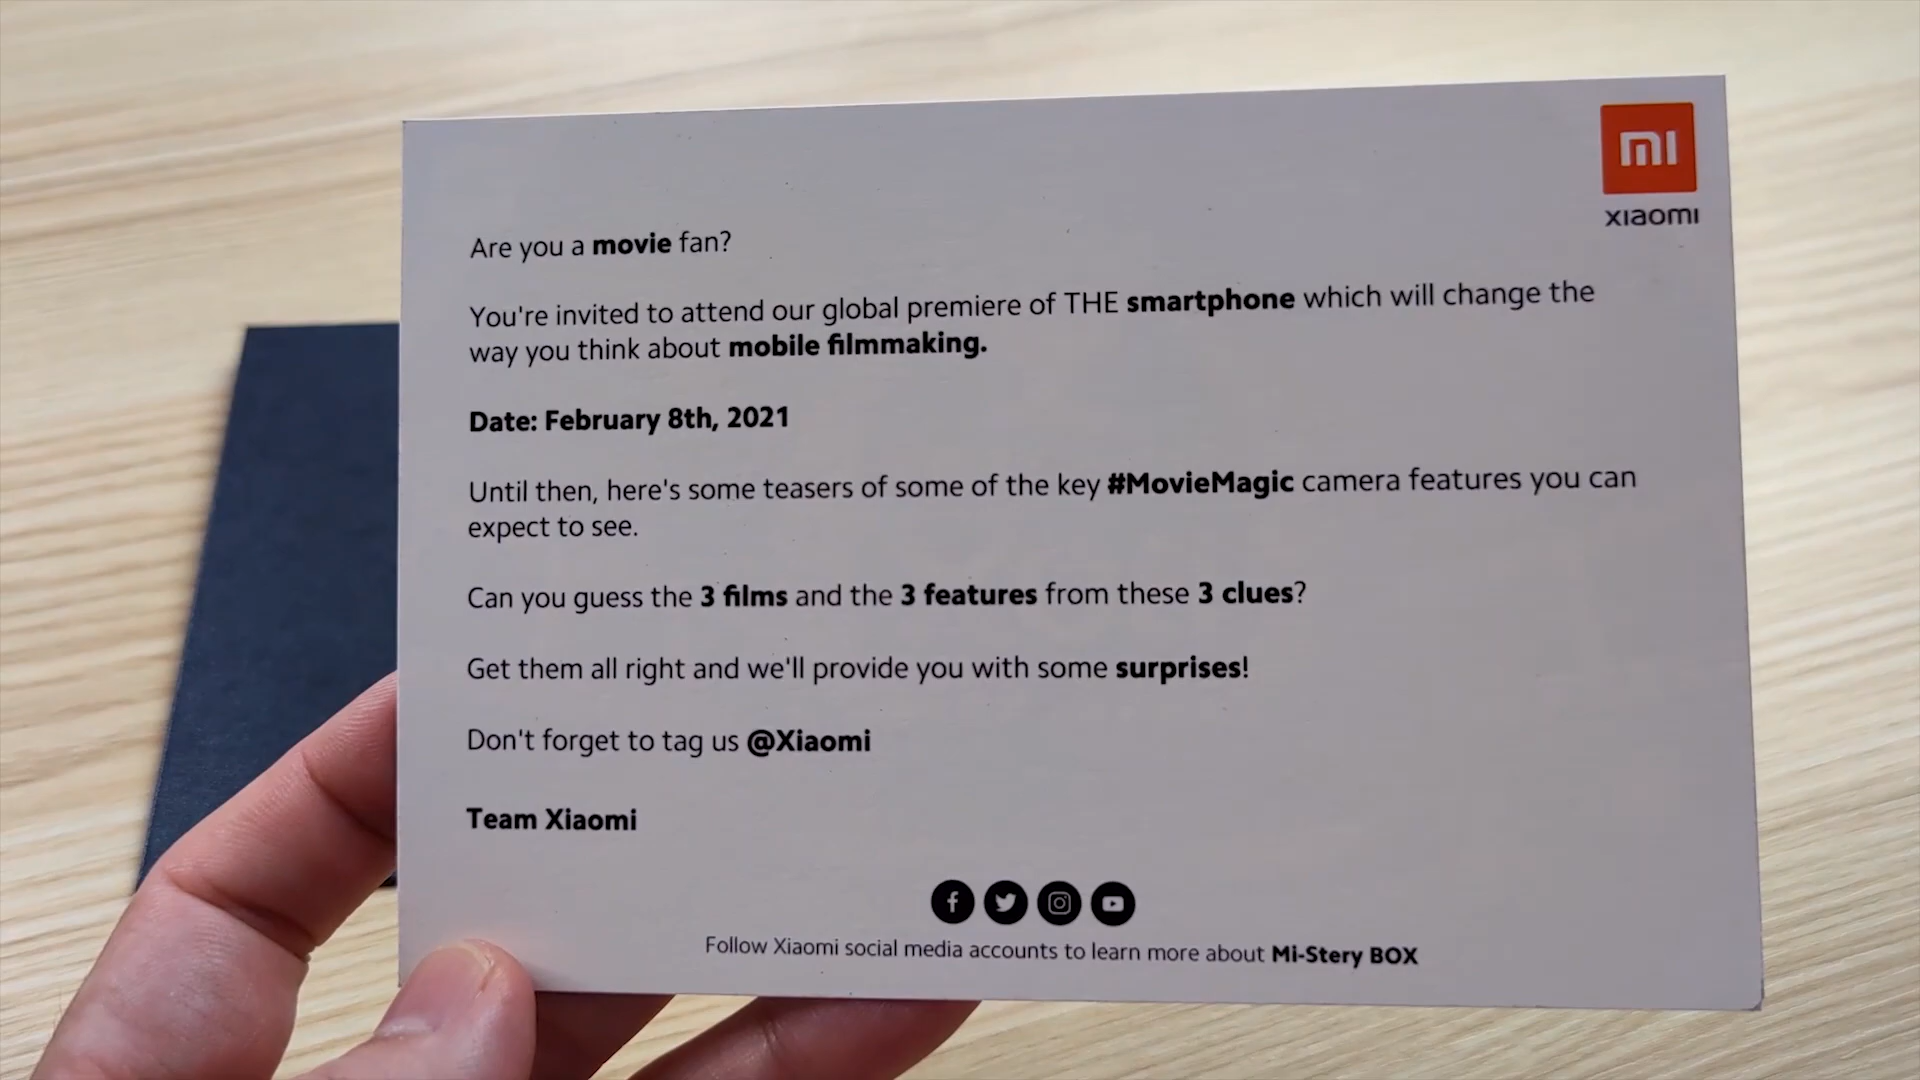 mi
xiaomi
Are you a movie fan?
You're invited to attend our global premiere of THE smartphone which will change the
way you think about mobile filmmaking.
Date: February 8th, 2021
Until then, here's some teasers of some of the key #MovieMagic camera features you can
expect to see.
Can you guess the 3 films and the 3 features from these 3 clues?
Get them all right and we'll provide you with some surprises!
Don't forget to tag us @Xiaomi
Team Xiaomi
Follow Xiaomi social media accounts to learn more about Mi-Stery BOX